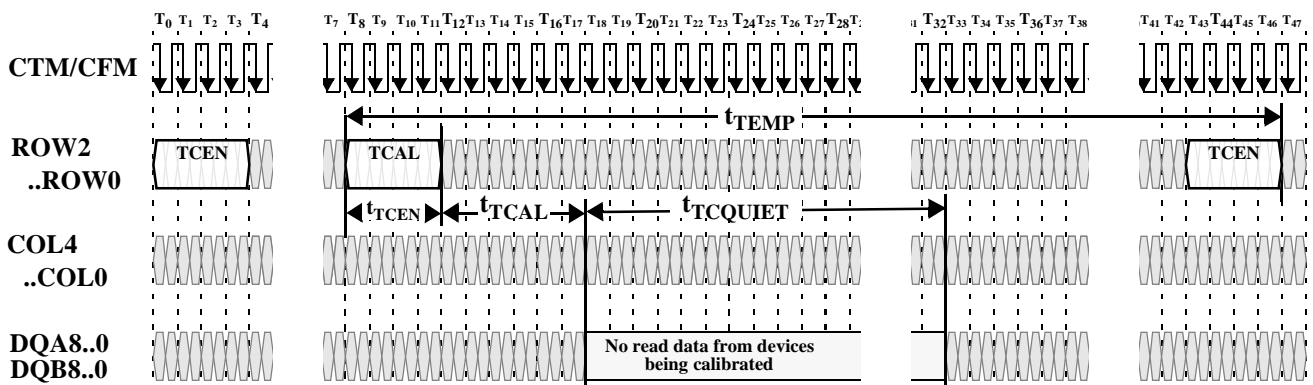 T0 T1 T2 T3 T4 T7 T8 T9 T10 T11 T12 T13 T14 T15 T16 T17 T18 T19 T20 T21 T22 T23 T24 T25 T26 T27 T28 31 T32 T33 T34 T35 T36 T37 T38 T41 T42 T43 T44 T45 T46 T47
CTM/CFM
tTEMP
ROW2
..ROW0
TCEN TCAL TCEN
tTCEN tTCAL tTCQUIET
COL4
..COL0
DQA8..0
DQB8..0
No read data from devices
being calibrated